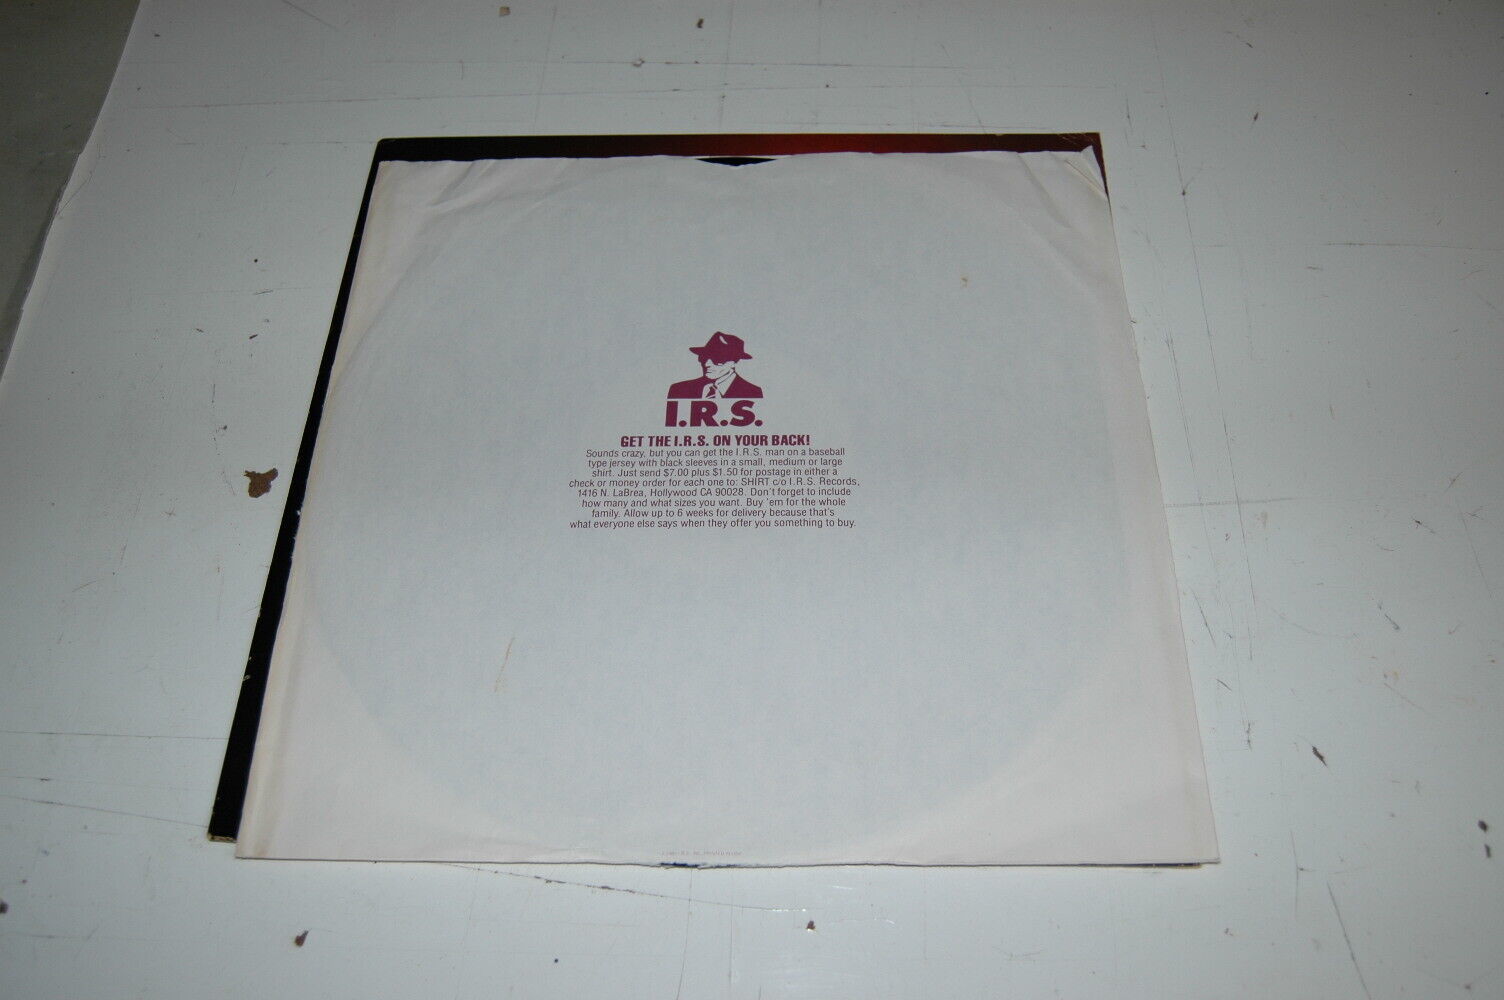 I.R.S.
GET THE I.R.S. ON YOUR BACK!
Sounds crazy, but you can get the I.R.S. man on a baseball
type jersey with black sleeves in a small, medium or large
shirt. Just send $7.00 plus $1.50 for postage in either a
check or money order for each one to: SHIRT c/o I.R.S. Records,
1416 N. LaBrea, Hollywood CA 90028. Don't forget to include
how many and what sizes you want. Buy 'em for the whole
family. Allow up to 6 weeks for delivery because that's
what everyone else says when they offer you something to buy.